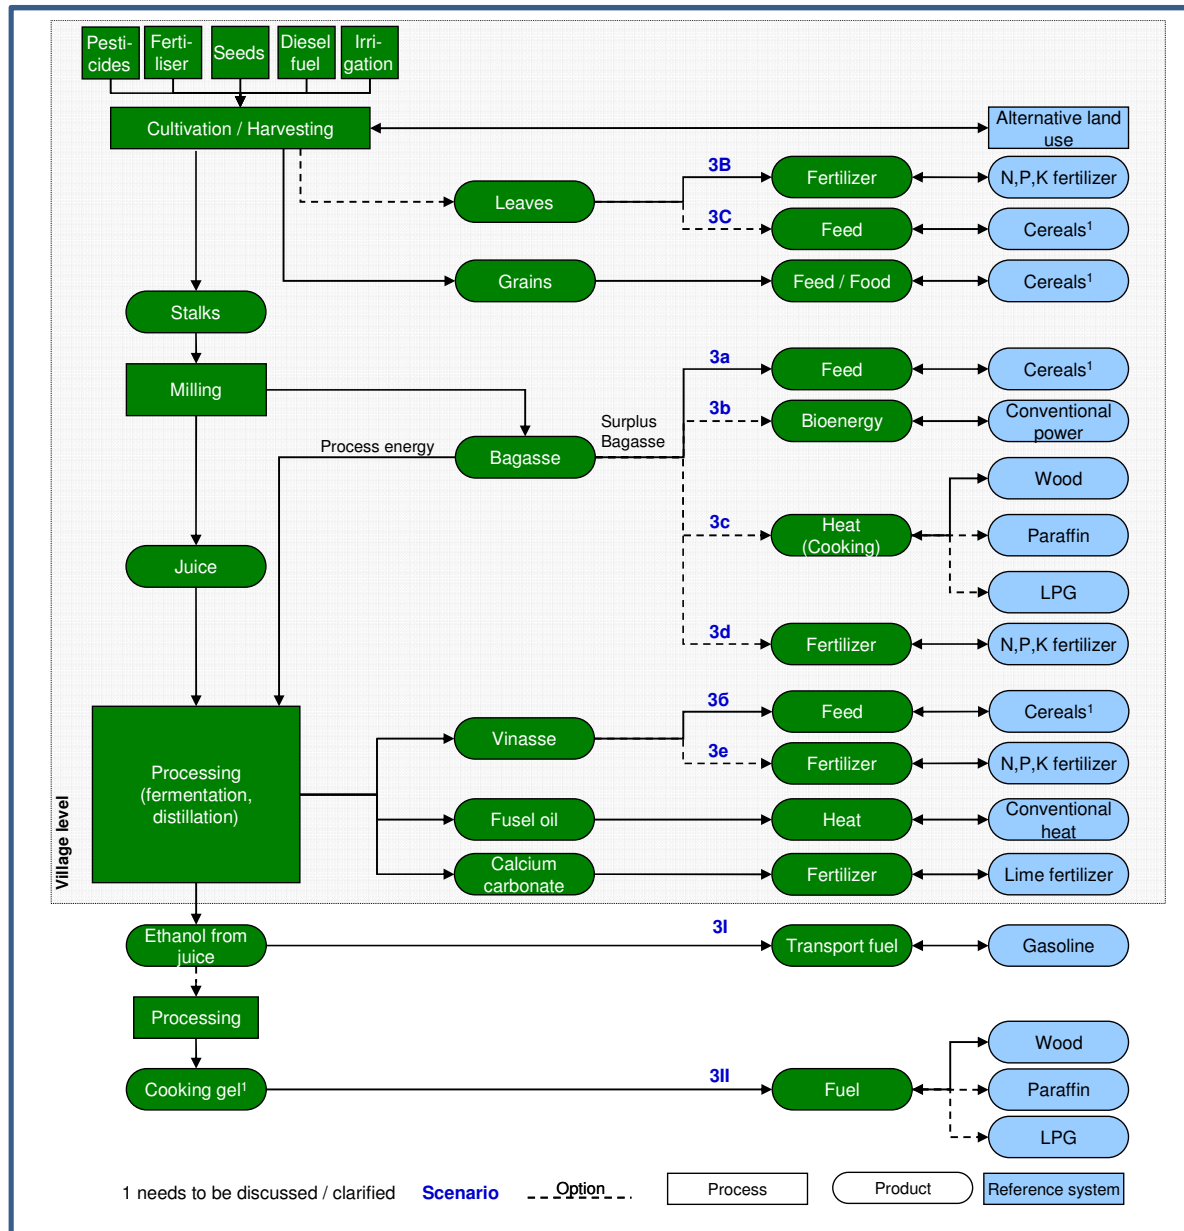 Pesti-
cides
Ferti-
liser
Seeds
Diesel
fuel
Irri-
gation
Cultivation / Harvesting
Alternative land
use
3B
Fertilizer
N,P,K fertilizer
Leaves
3C
Feed
Cereals¹
Grains
Feed / Food
Cereals¹
Stalks
3a
Feed
Cereals¹
Milling
3b
Bioenergy
Conventional
power
Surplus
Bagasse
Process energy
Bagasse
Wood
3c
Heat
(Cooking)
Paraffin
Juice
LPG
3d
Fertilizer
N,P,K fertilizer
3б
Feed
Cereals¹
Vinasse
3e
Fertilizer
N,P,K fertilizer
Processing
(fermentation,
distillation)
Fusel oil
Heat
Conventional
heat
Calcium
carbonate
Fertilizer
Lime fertilizer
Village level
Ethanol from
juice
3I
Transport fuel
Gasoline
Processing
Wood
Cooking gel¹
3II
Fuel
Paraffin
LPG
1 needs to be discussed / clarified
Scenario
Option
Process
Product
Reference system